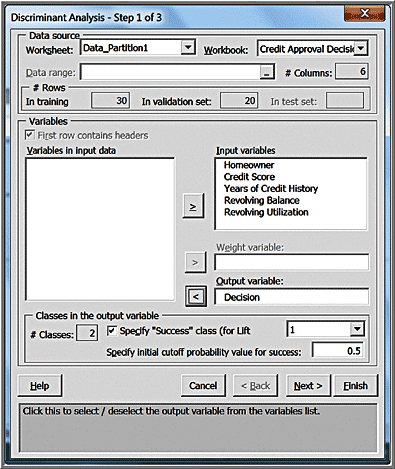 Discriminant Analysis - Step 1 of 3
Data source
Worksheet: Data_Partition1 Workbook: Credit Approval Decisi
Data range: ... # Columns: 6
# Rows
In training 30 In validation set: 20 In test set:
Variables
First row contains headers
Variables in input data Input variables
Homeowner
Credit Score
Years of Credit History
Revolving Balance
Revolving Utilization
>
Weight variable:
>
Output variable:
< Decision
Classes in the output variable
# Classes: 2 Specify "Success" class (for Lift 1
Specify initial cutoff probability value for success: 0.5
Help Cancel < Back Next > Finish
Click this to select / deselect the output variable from the variables list.